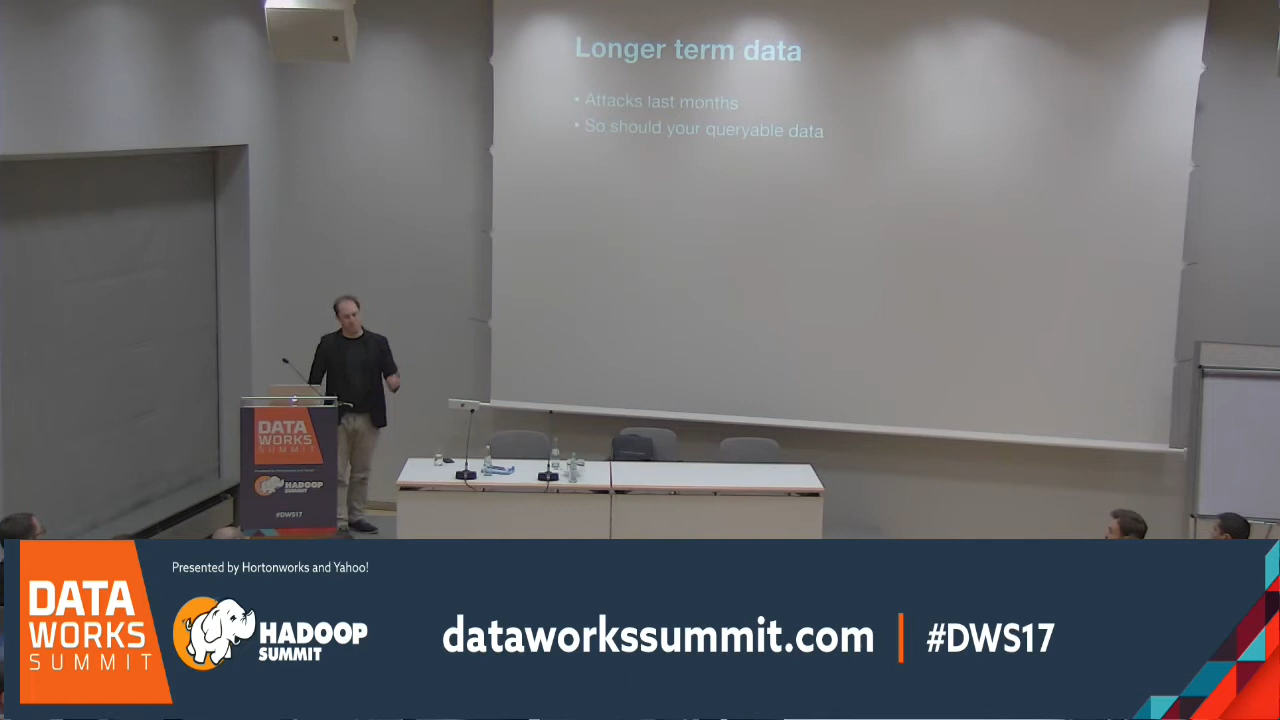 Longer term data
• Attacks last months
• So should your queryable data
DATA
WORKS
SUMMIT
HADOOP
SUMMIT
#DWS17
DATA
WORKS
SUMMIT
Presented by Hortonworks and Yahoo!
HADOOP
SUMMIT
dataworkssummit.com | #DWS17